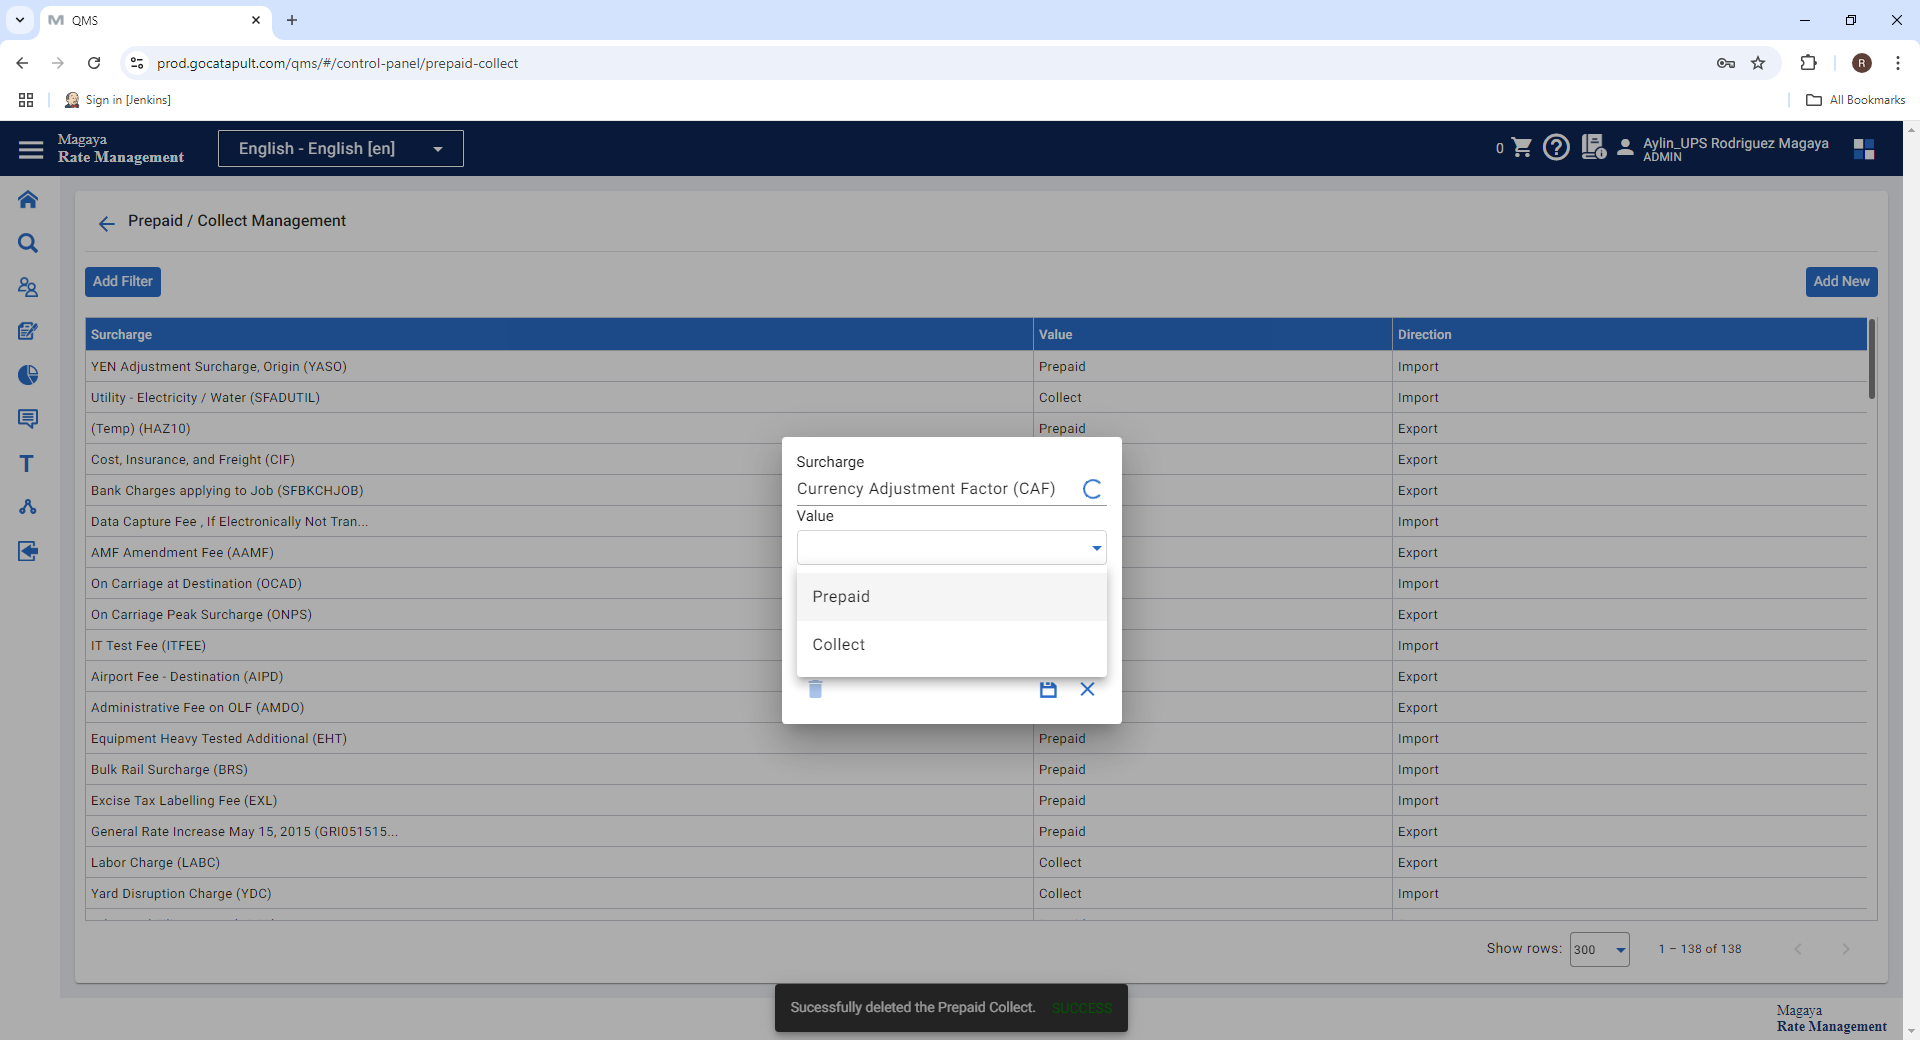 QMS
prod.gocatapult.com/qms/#/control-panel/prepaid-collect
R
Sign in [Jenkins]
All Bookmarks
Magaya
Rate Management
English - English [en]
0
Aylin_UPS Rodriguez Magaya
ADMIN
Prepaid / Collect Management
Add Filter
Add New
Surcharge Value Direction
YEN Adjustment Surcharge, Origin (YASO) Prepaid Import
Utility - Electricity / Water (SFADUTIL) Collect Import
(Temp) (HAZ10) Prepaid Export
Cost, Insurance, and Freight (CIF) Export
Bank Charges applying to Job (SFBKCHJOB) Export
Data Capture Fee , If Electronically Not Tran... Import
AMF Amendment Fee (AAMF) Export
On Carriage at Destination (OCAD) Import
On Carriage Peak Surcharge (ONPS) Export
IT Test Fee (ITFEE) Import
Airport Fee - Destination (AIPD) Export
Administrative Fee on OLF (AMDO) Export
Equipment Heavy Tested Additional (EHT) Prepaid Import
Bulk Rail Surcharge (BRS) Prepaid Import
Excise Tax Labelling Fee (EXL) Prepaid Import
General Rate Increase May 15, 2015 (GRI051515... Prepaid Export
Labor Charge (LABC) Collect Export
Yard Disruption Charge (YDC) Collect Import
Surcharge
Currency Adjustment Factor (CAF)
Value
Prepaid
Collect
Show rows: 300 1 – 138 of 138
Sucessfully deleted the Prepaid Collect. SUCCESS
Magaya
Rate Management